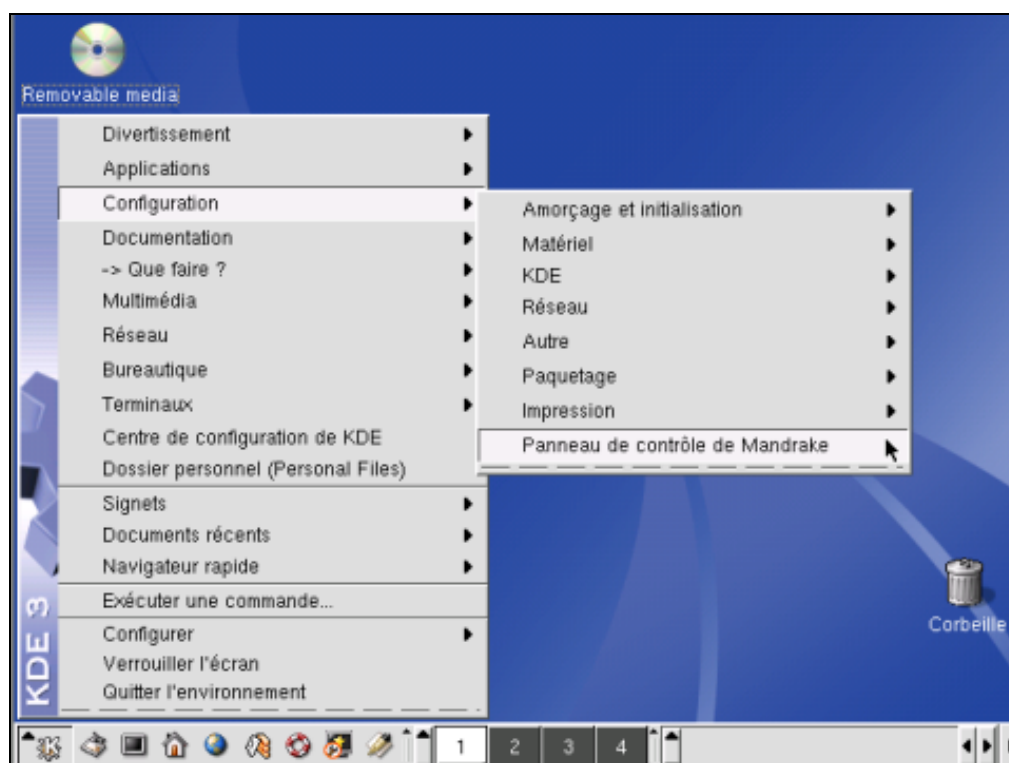 Removable media
Divertissement
Applications
Configuration
Documentation
-> Que faire ?
Multimédia
Réseau
Bureautique
Terminaux
Centre de configuration de KDE
Dossier personnel (Personal Files)
Signets
Documents récents
Navigateur rapide
Exécuter une commande...
Configurer
Verrouiller l'écran
Quitter l'environnement
KDE 3
Amorçage et initialisation
Matériel
KDE
Réseau
Autre
Paquetage
Impression
Panneau de contrôle de Mandrake
Corbeille
1 2 3 4